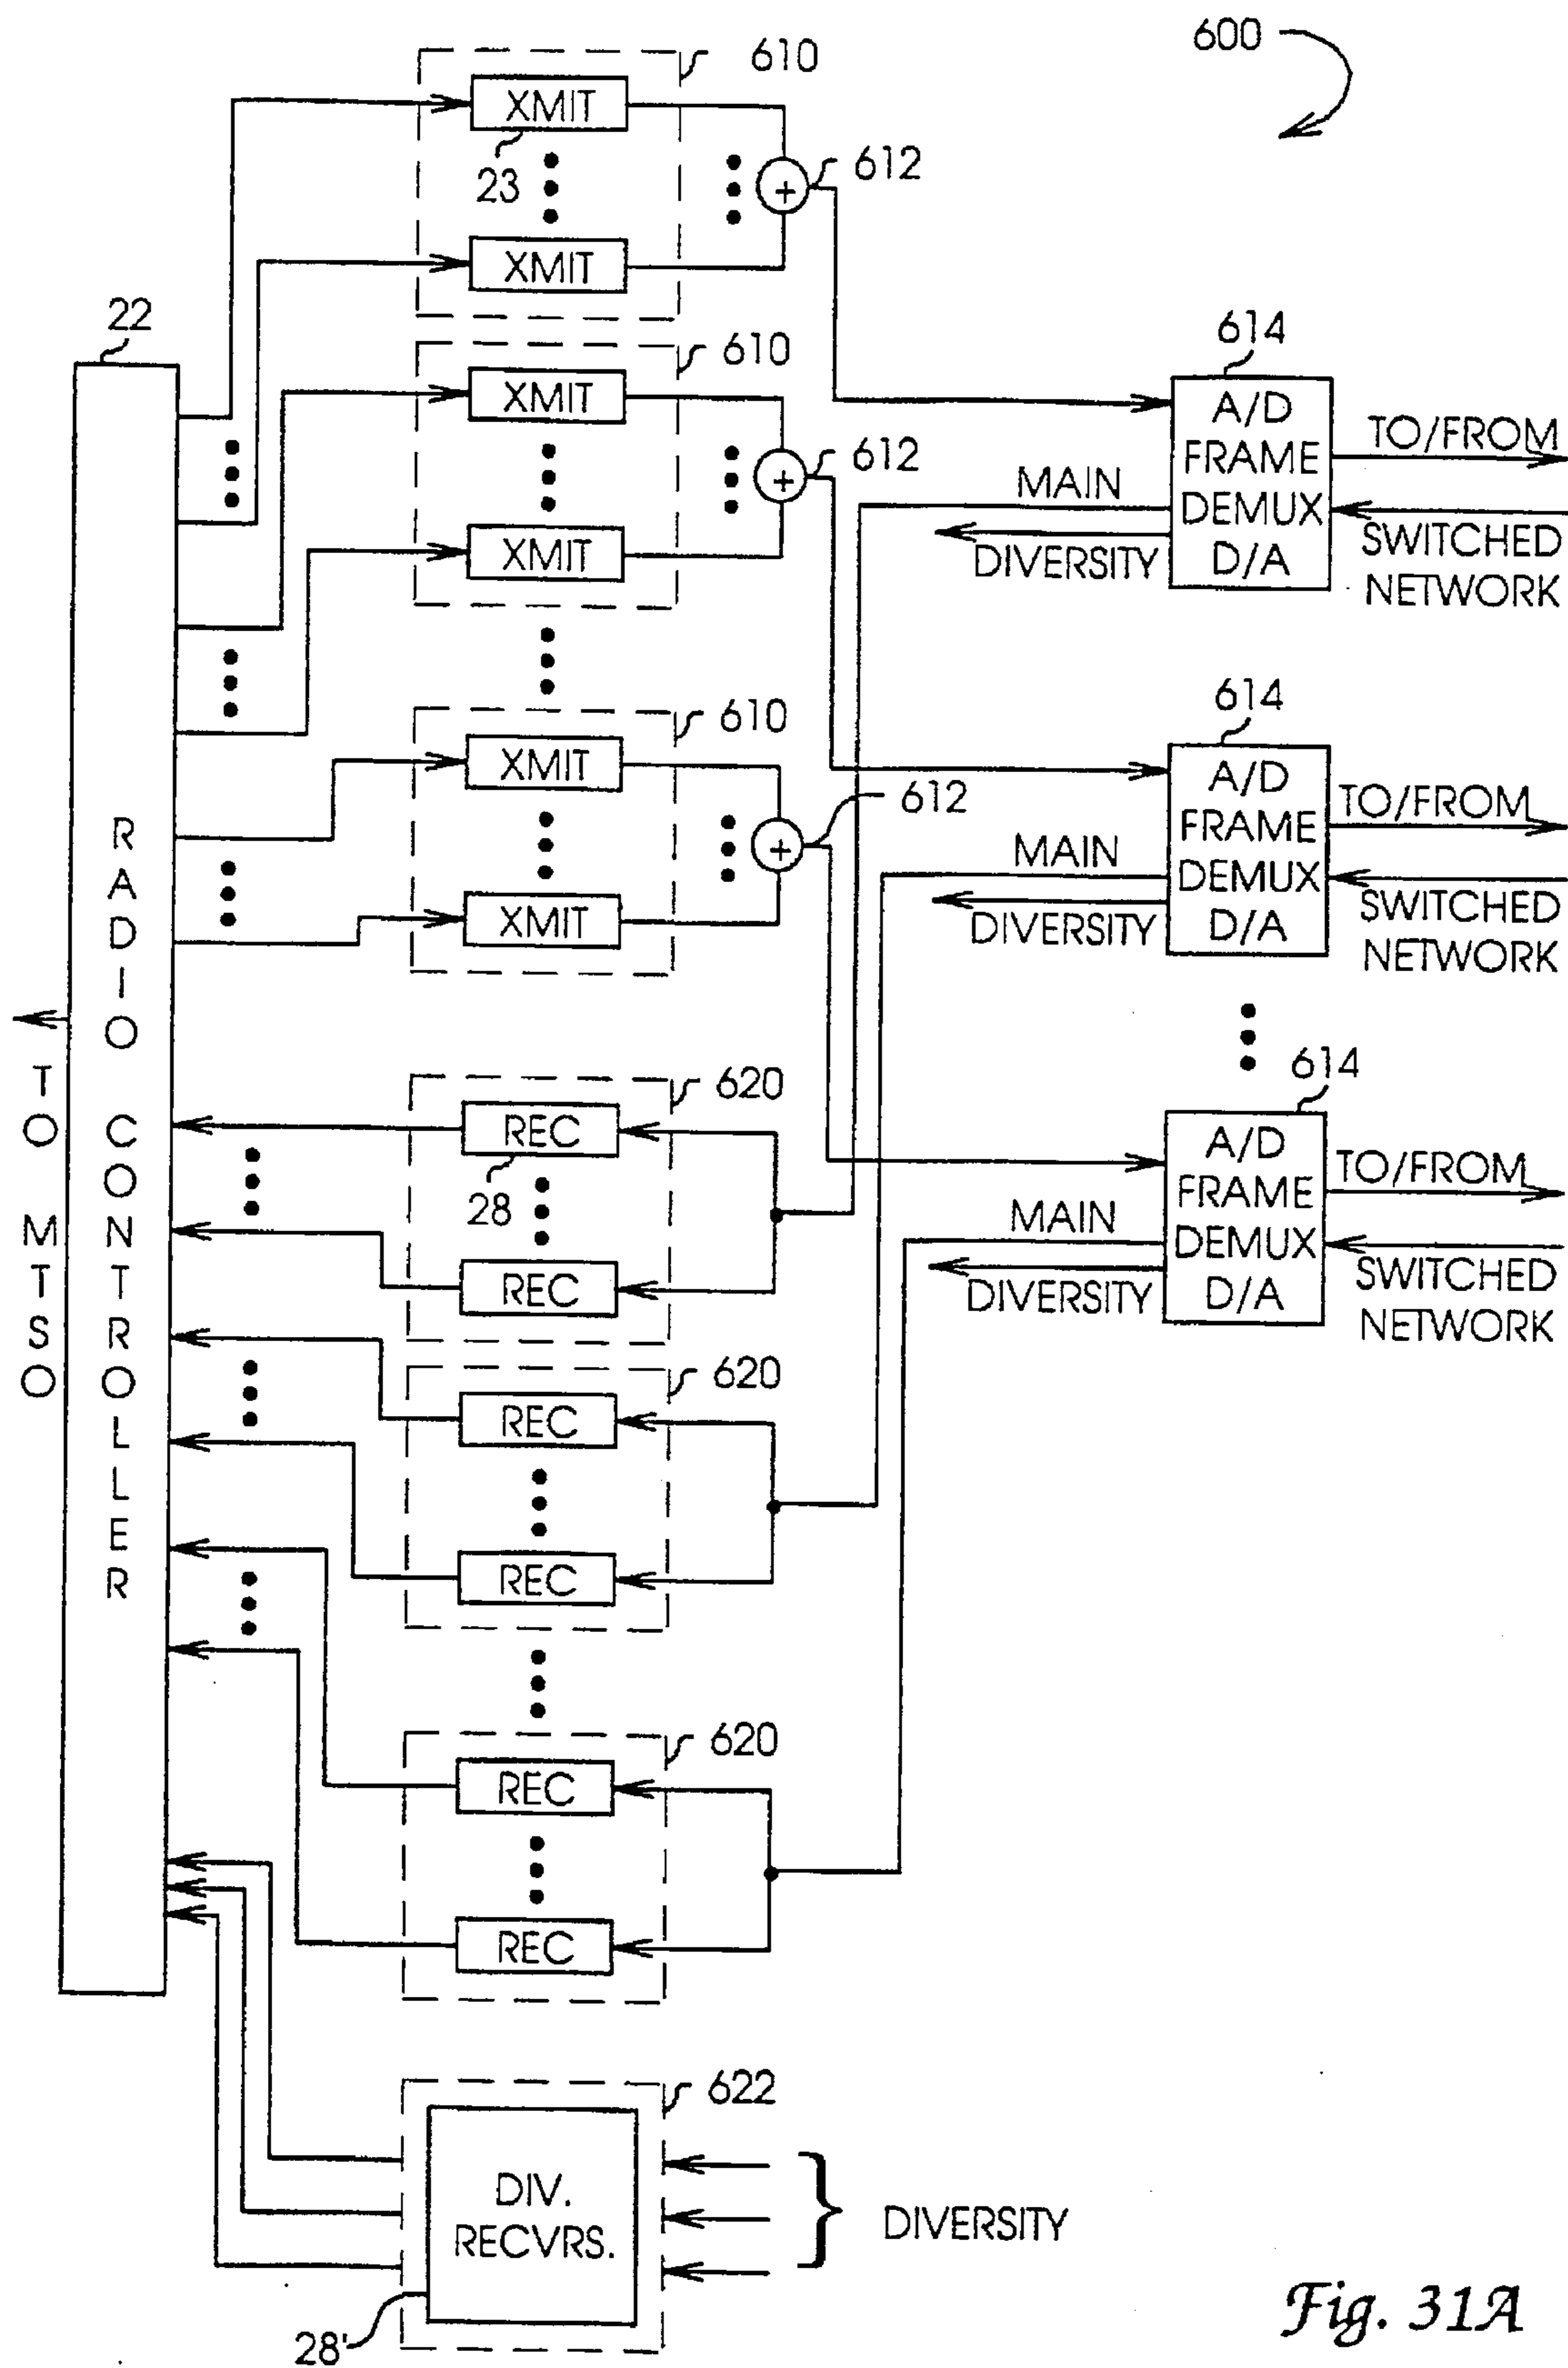 600
610
XMIT
23
612
XMIT
22
610
XMIT
612
XMIT
614
A/D
FRAME
DEMUX
D/A
TO/FROM
SWITCHED
NETWORK
MAIN
DIVERSITY
610
XMIT
612
XMIT
614
A/D
FRAME
DEMUX
D/A
TO/FROM
SWITCHED
NETWORK
MAIN
DIVERSITY
RADIO CONTROLLER
TO MTSO
620
REC
28
REC
614
A/D
FRAME
DEMUX
D/A
TO/FROM
SWITCHED
NETWORK
MAIN
DIVERSITY
620
REC
REC
620
REC
REC
622
DIV.
RECVRS.
28'
DIVERSITY
Fig. 31A